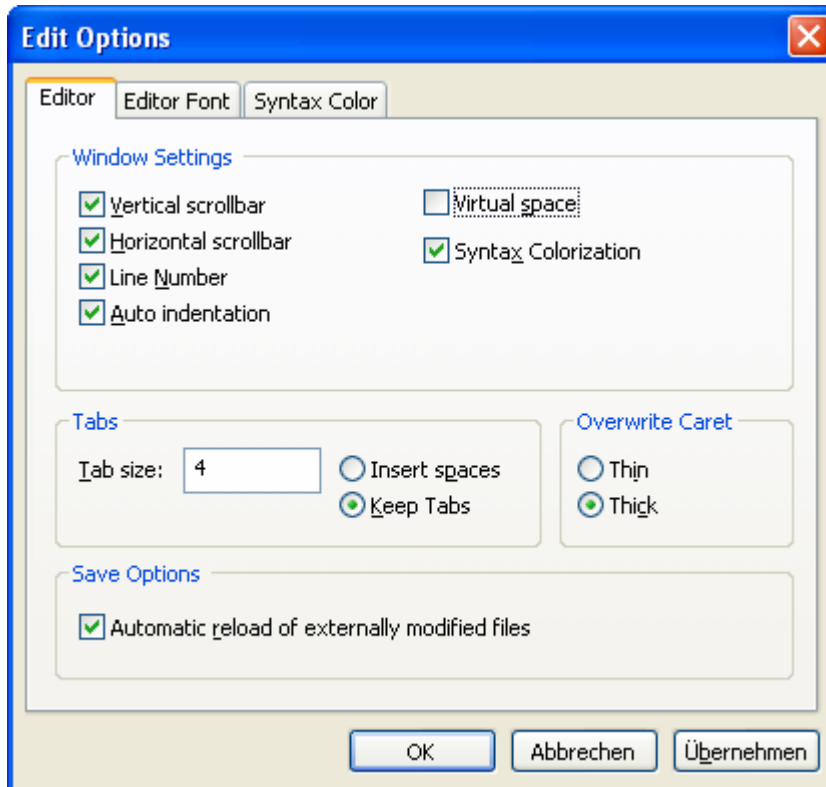 Edit Options
Editor Editor Font Syntax Color
Window Settings
Vertical scrollbar Virtual space
Horizontal scrollbar Syntax Colorization
Line Number
Auto indentation
Tabs Overwrite Caret
Tab size: 4 Insert spaces Thin
Keep Tabs Thick
Save Options
Automatic reload of externally modified files
OK Abbrechen Übernehmen